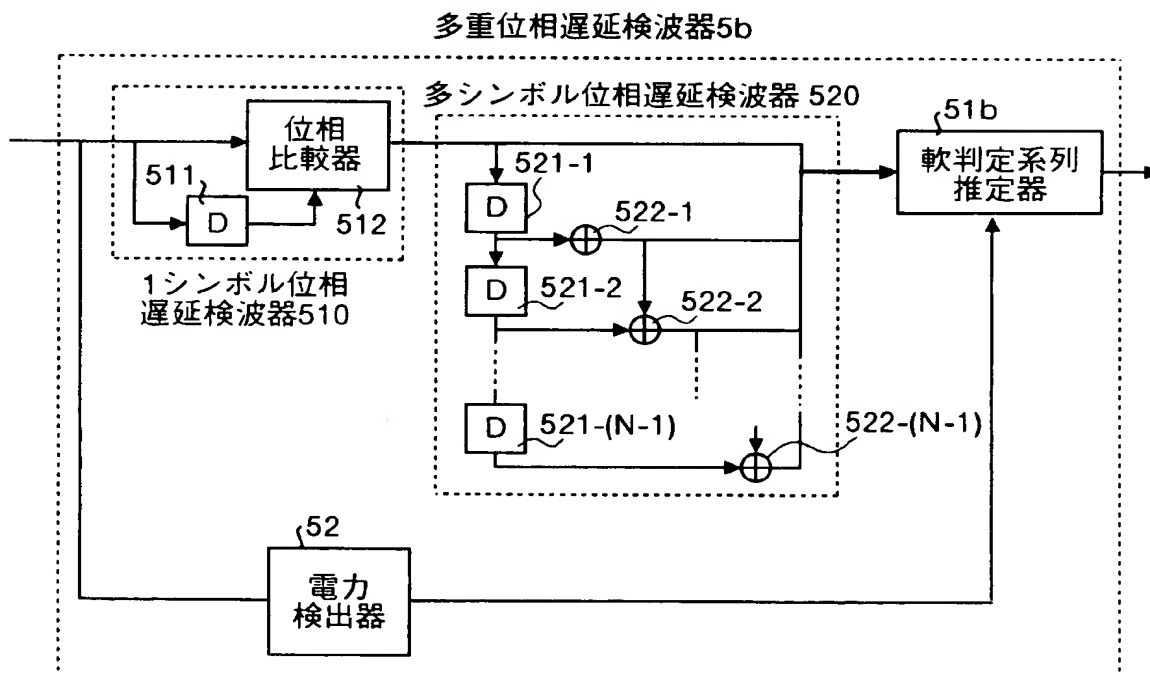 多重位相遅延検波器5b
多シンボル位相遅延検波器 520
位相
比較器
511
D
512
1シンボル位相
遅延検波器510
521-1
D
522-1
D
521-2
522-2
D
521-(N-1)
522-(N-1)
51b
軟判定系列
推定器
52
電力
検出器